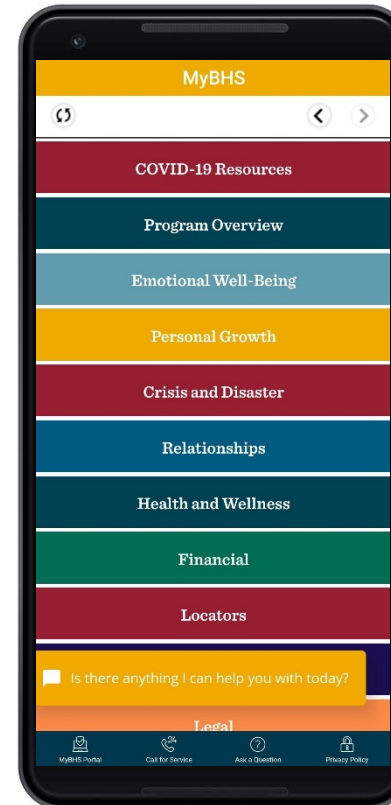 MyBHS
COVID-19 Resources
Program Overview
Emotional Well-Being
Personal Growth
Crisis and Disaster
Relationships
Health and Wellness
Financial
Locators
Is there anything I can help you with today?
Legal
24
MyBHS Portal
Call for Service
Ask a Question
Privacy Policy